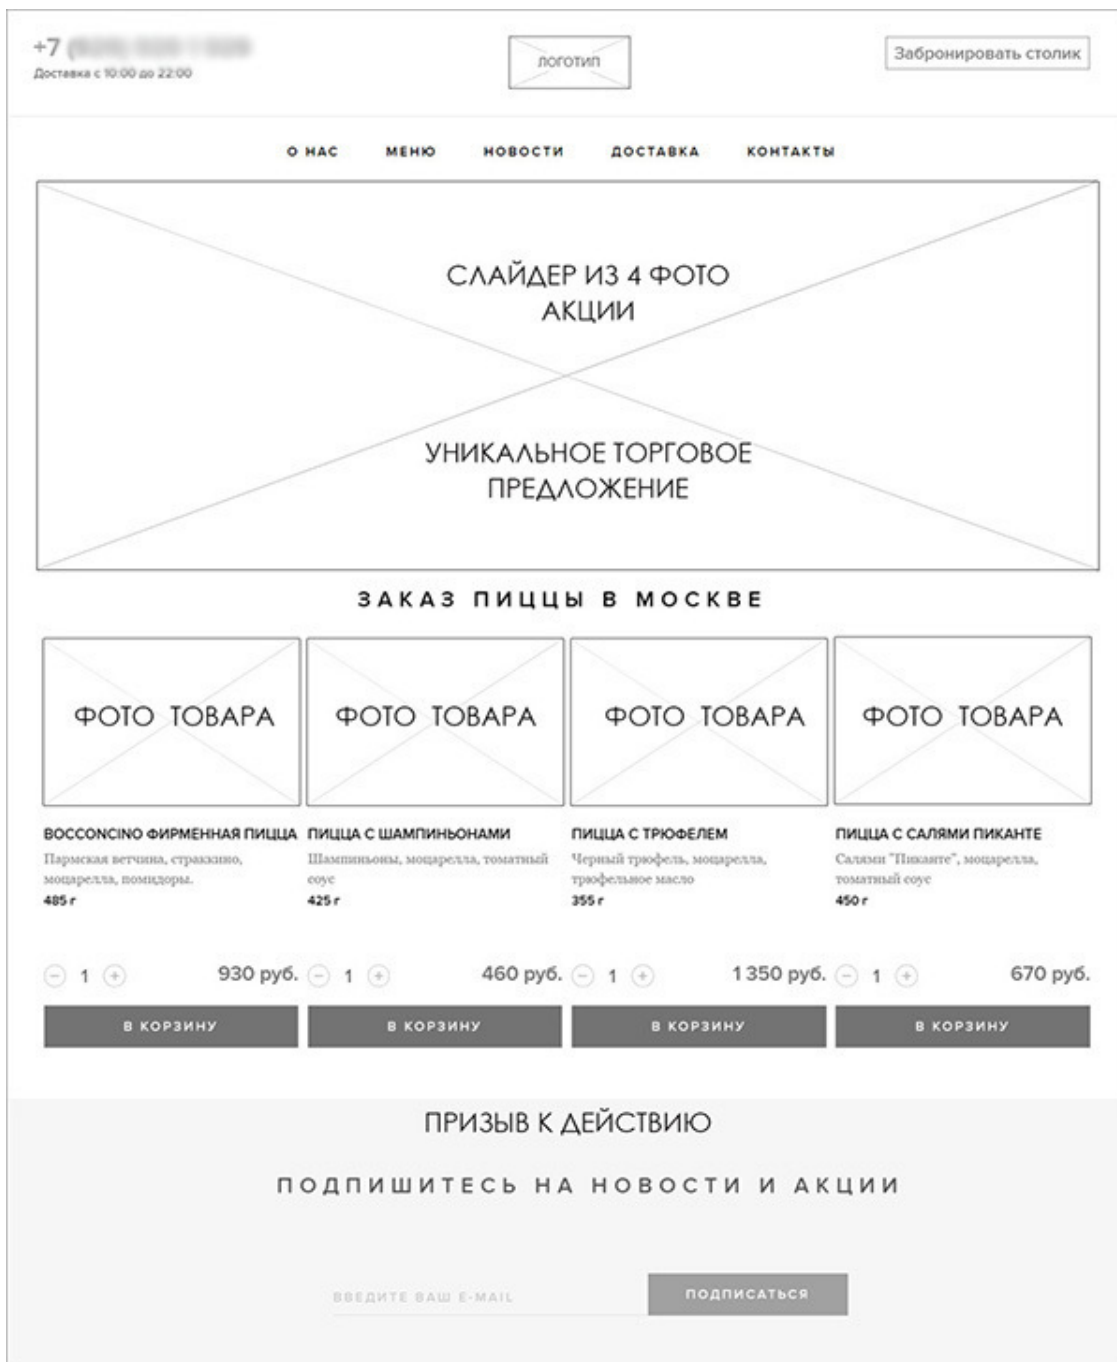 +7
Доставка с 10:00 до 22:00
ЛОГОТИП
Забронировать столик
О НАС МЕНЮ НОВОСТИ ДОСТАВКА КОНТАКТЫ
СЛАЙДЕР ИЗ 4 ФОТО
АКЦИИ
УНИКАЛЬНОЕ ТОРГОВОЕ
ПРЕДЛОЖЕНИЕ
ЗАКАЗ ПИЦЦЫ В МОСКВЕ
ФОТО ТОВАРА
ФОТО ТОВАРА
ФОТО ТОВАРА
ФОТО ТОВАРА
BOCCONCINO ФИРМЕННАЯ ПИЦЦА
Пармская ветчина, страккино,
моцарелла, помидоры.
485 г
1 930 руб.
В КОРЗИНУ
ПИЦЦА С ШАМПИНЬОНАМИ
Шампиньоны, моцарелла, томатный
соус
425 г
1 460 руб.
В КОРЗИНУ
ПИЦЦА С ТРЮФЕЛЕМ
Черный трюфель, моцарелла,
трюфельное масло
355 г
1 1 350 руб.
В КОРЗИНУ
ПИЦЦА С САЛЯМИ ПИКАНТЕ
Салями "Пиканте", моцарелла,
томатный соус
450 г
1 670 руб.
В КОРЗИНУ
ПРИЗЫВ К ДЕЙСТВИЮ
ПОДПИШИТЕСЬ НА НОВОСТИ И АКЦИИ
ВВЕДИТЕ ВАШ E-MAIL
ПОДПИСАТЬСЯ